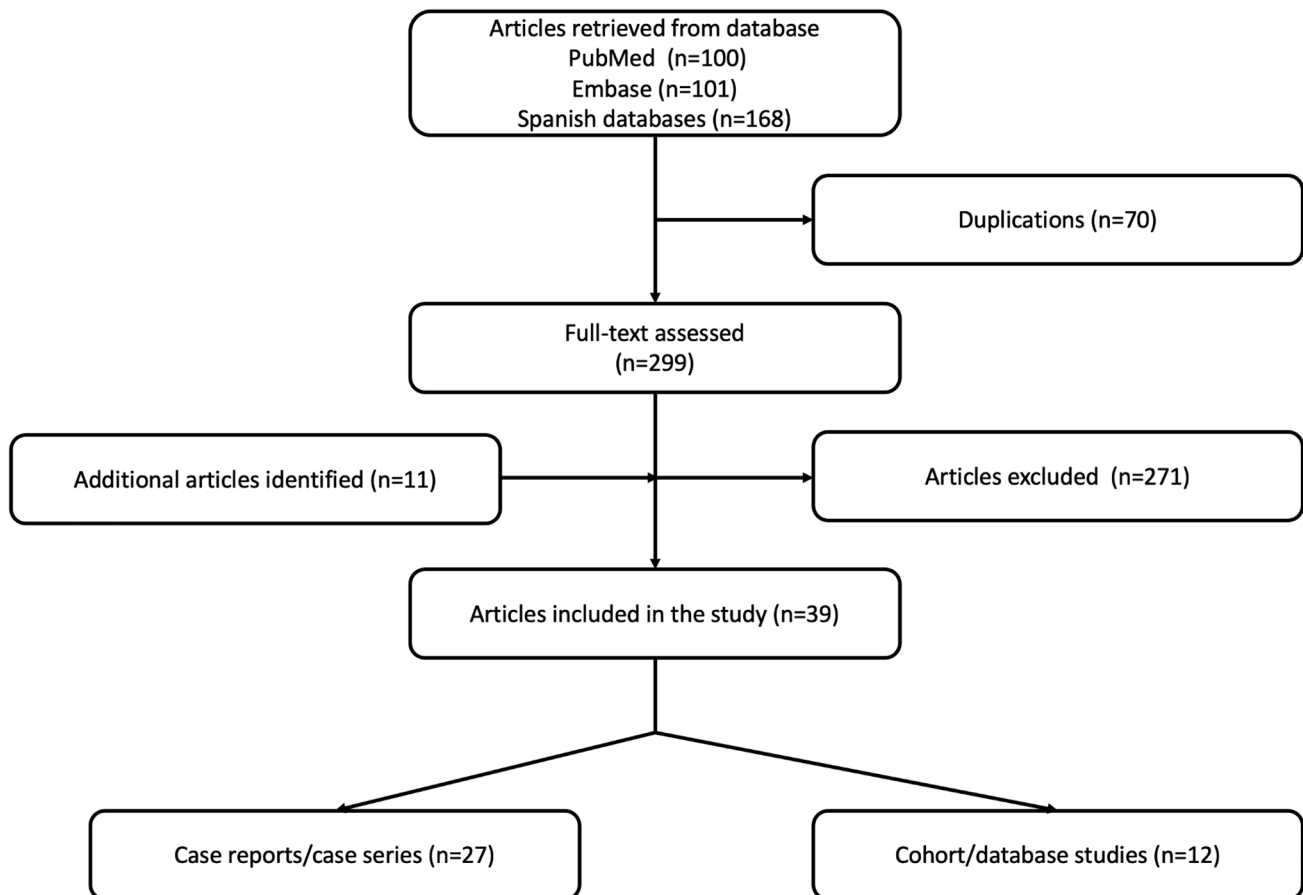 Articles retrieved from database
PubMed (n=100)
Embase (n=101)
Spanish databases (n=168)
Duplications (n=70)
Full-text assessed
(n=299)
Additional articles identified (n=11)
Articles excluded (n=271)
Articles included in the study (n=39)
Case reports/case series (n=27)
Cohort/database studies (n=12)